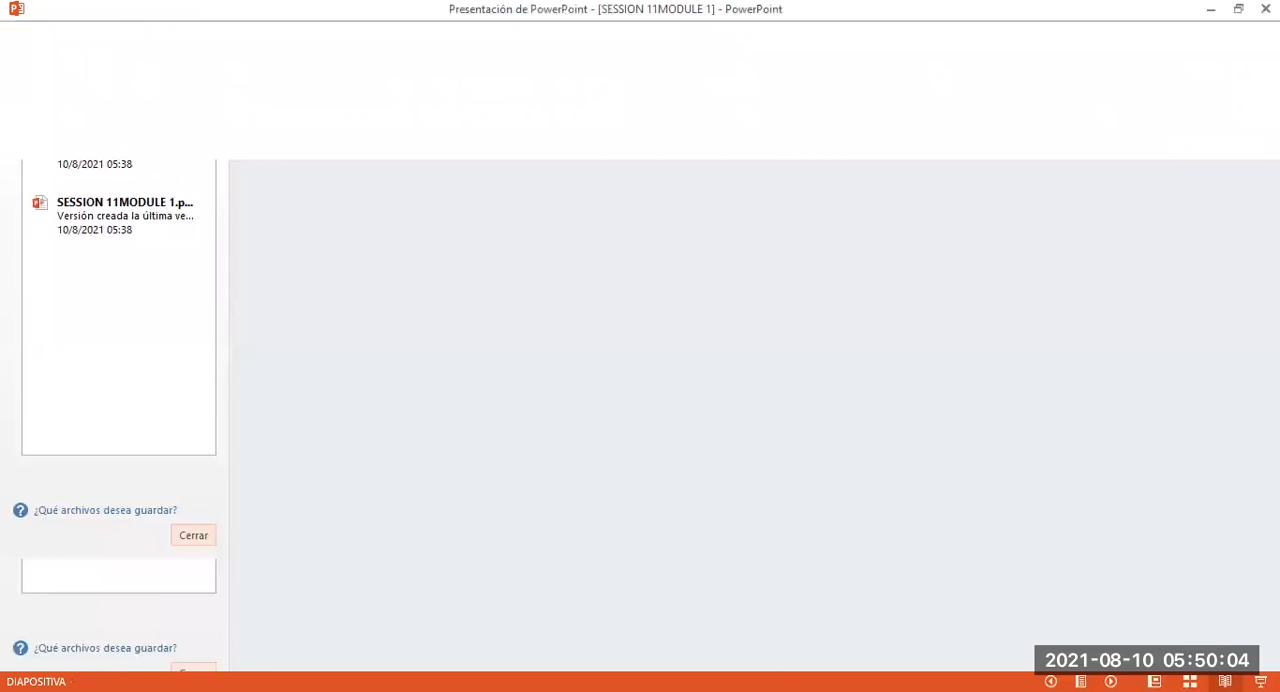 Presentación de PowerPoint - [SESSION 11MODULE 1] - PowerPoint
10/8/2021 05:38
SESSION 11MODULE 1.p...
Versión creada la última ve...
10/8/2021 05:38
¿Qué archivos desea guardar?
Cerrar
¿Qué archivos desea guardar?
2021-08-10 05:50:04
DIAPOSITIVA